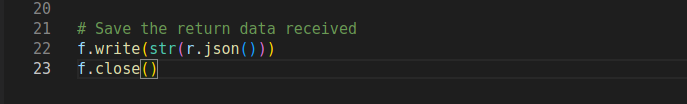 20
21 # Save the return data received
22 f.write(str(r.json()))
23 f.close()